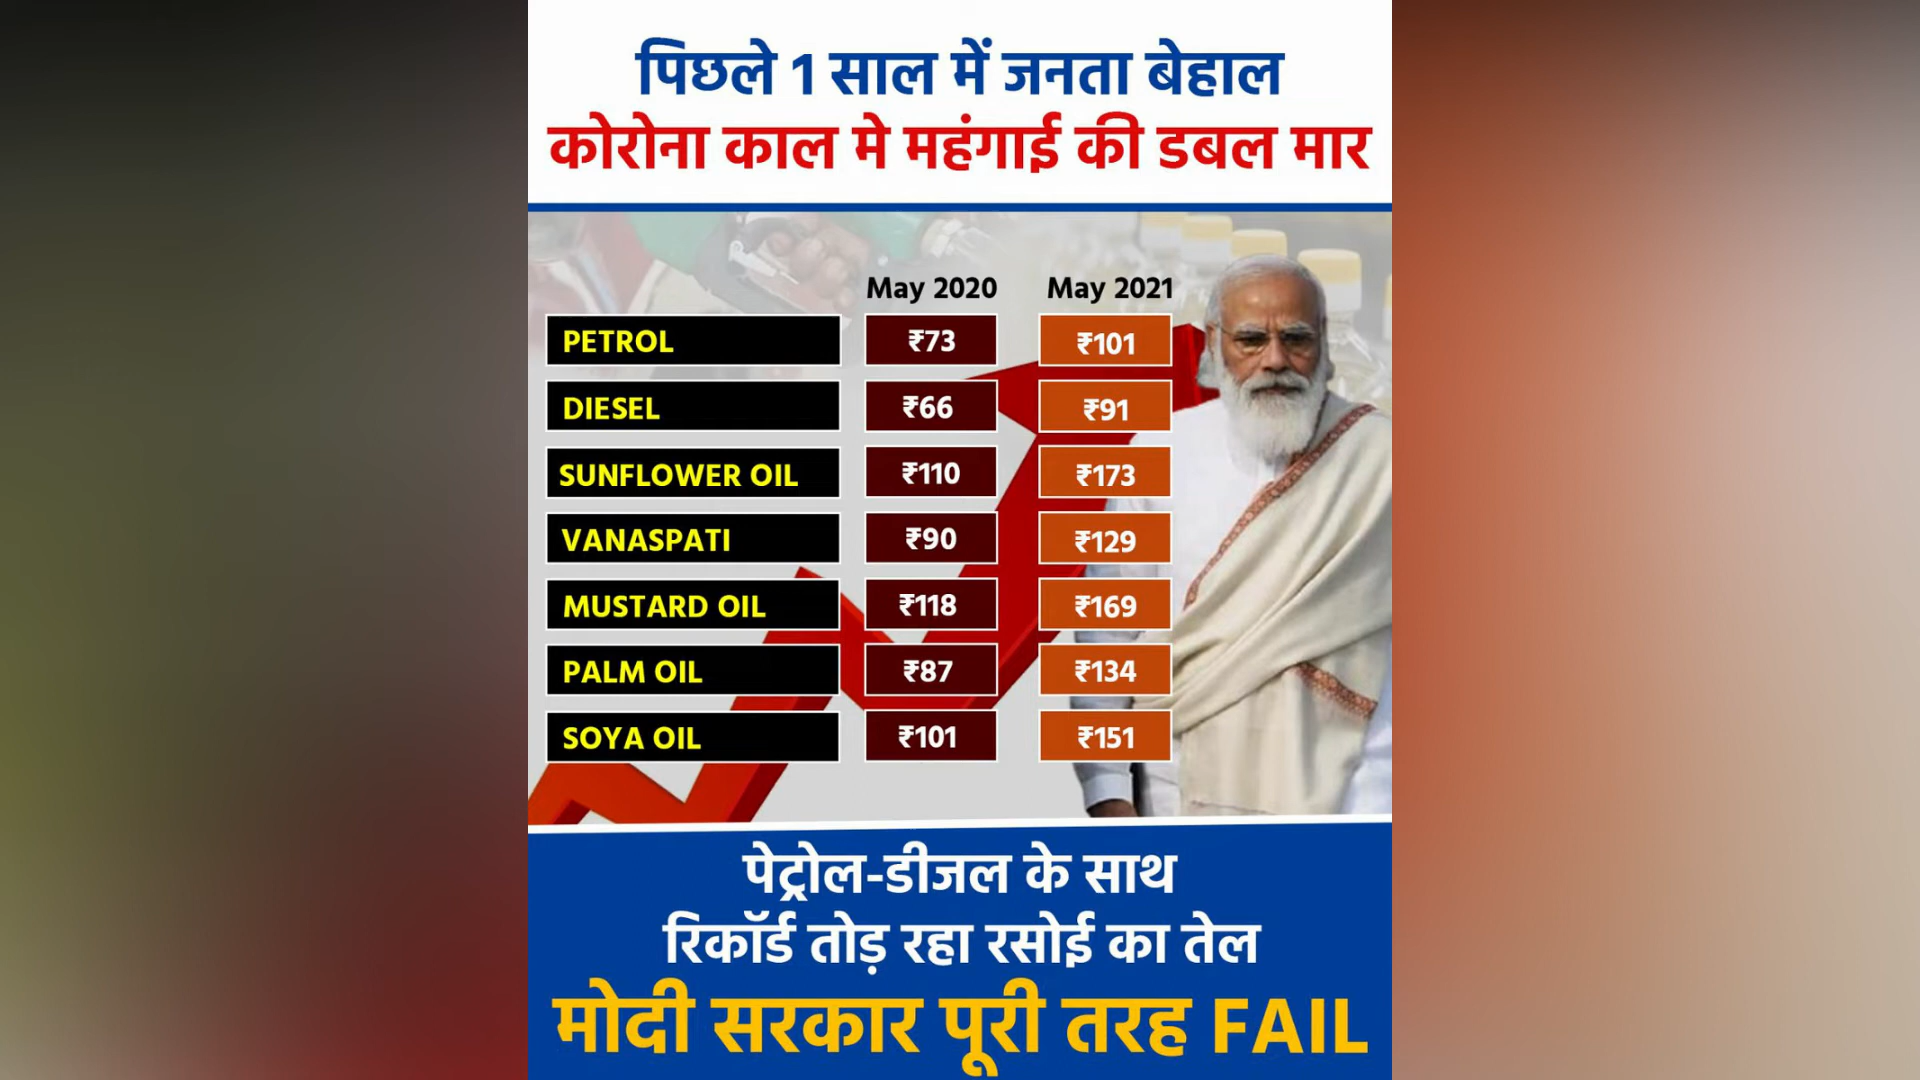 पिछले 1 साल में जनता बेहाल
कोरोना काल मे महंगाई की डबल मार
May 2020 May 2021
PETROL ₹73 ₹101
DIESEL ₹66 ₹91
SUNFLOWER OIL ₹110 ₹173
VANASPATI ₹90 ₹129
MUSTARD OIL ₹118 ₹169
PALM OIL ₹87 ₹134
SOYA OIL ₹101 ₹151
पेट्रोल-डीजल के साथ
रिकॉर्ड तोड़ रहा रसोई का तेल
मोदी सरकार पूरी तरह FAIL